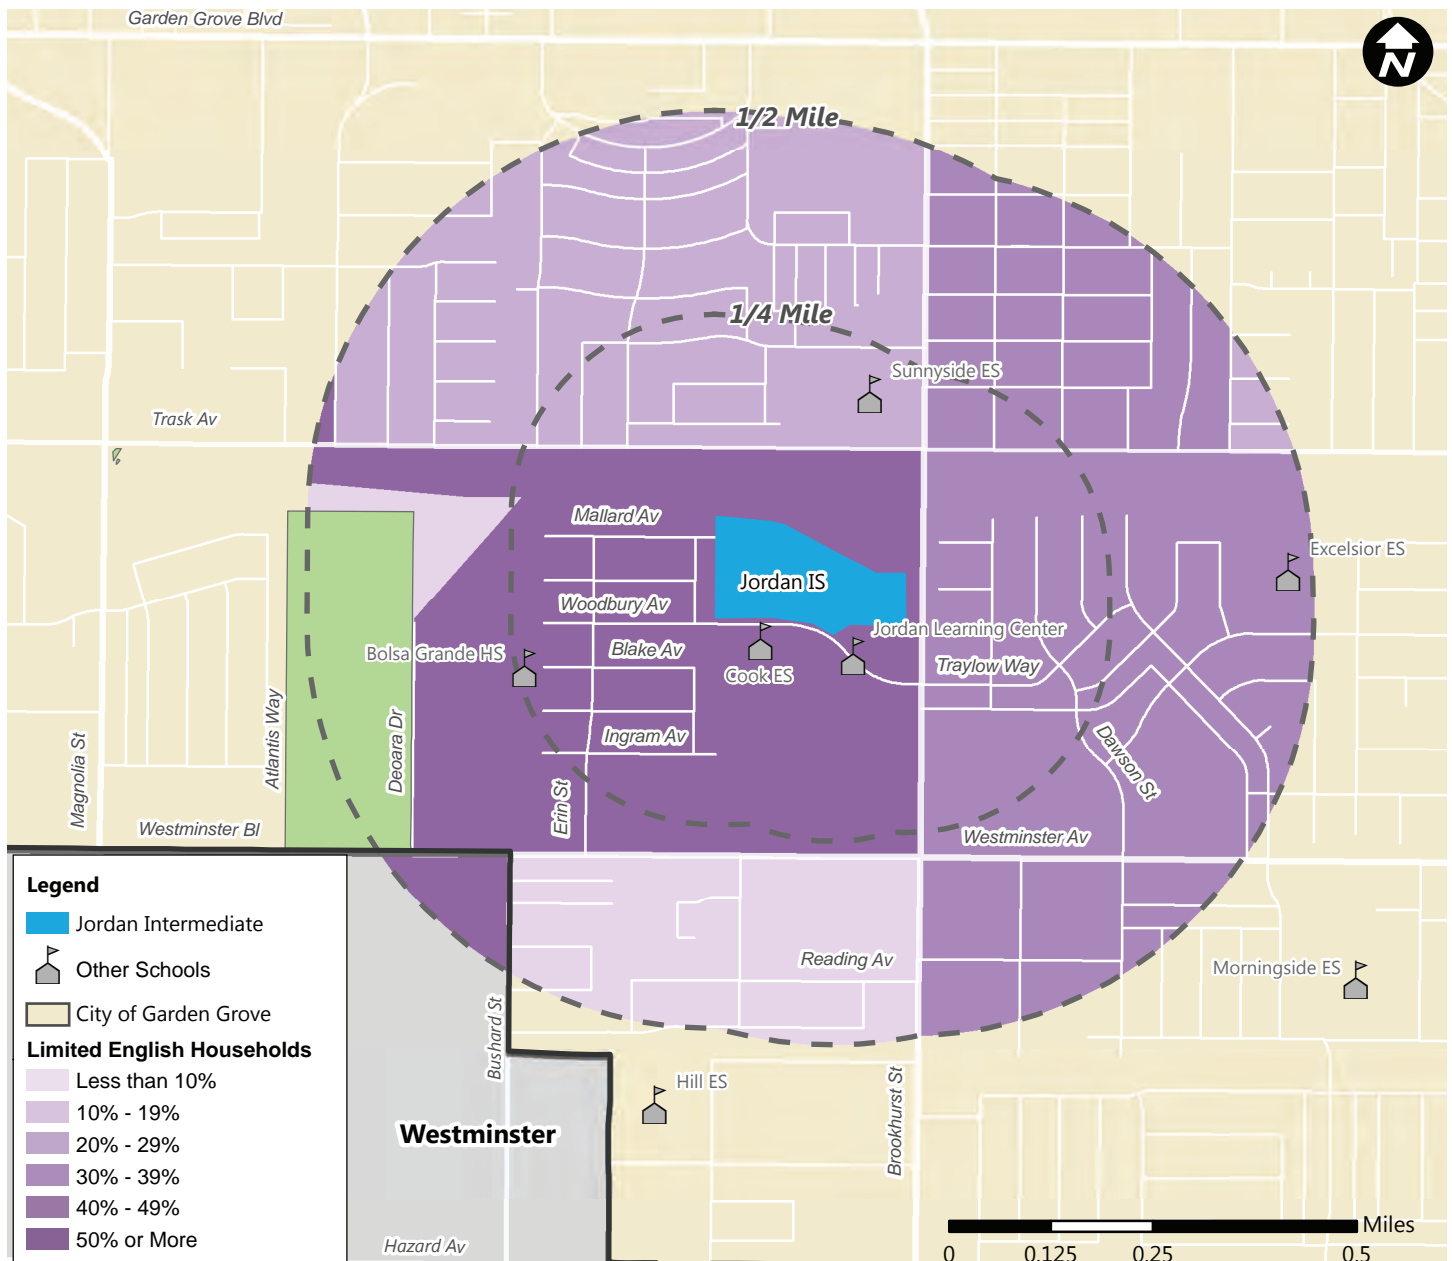 Garden Grove Blvd
N
1/2 Mile
1/4 Mile
Sunnyside ES
Trask Av
Mallard Av
Excelsior ES
Jordan IS
Woodbury Av
Jordan Learning Center
Blake Av
Bolsa Grande HS
Cook ES
Traylow Way
Atlantis Way
Deoara Dr
Ingram Av
Magnolia St
Dawson St
Erin St
Westminster Bl
Westminster Av
Reading Av
Morningside ES
Bushard St
Hill ES
Brookhurst St
Westminster
Hazard Av
Legend
Jordan Intermediate
Other Schools
City of Garden Grove
Limited English Households
Less than 10%
10% - 19%
20% - 29%
30% - 39%
40% - 49%
50% or More
Miles
0 0.125 0.25 0.5